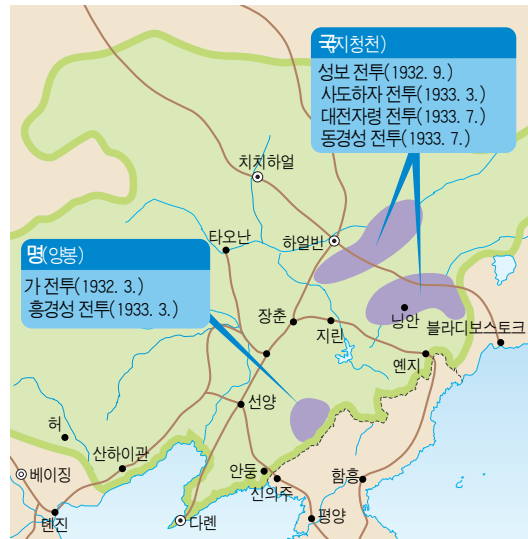 국(지청천)
성보 전투(1932. 9.)
사도하자 전투(1933. 3.)
대전자령 전투(1933. 7.)
동경성 전투(1933. 7.)
치치하얼
타오난
하얼빈
명(양봉)
가 전투(1932. 3.)
흥경성 전투(1933. 3.)
장춘
지린
닝안
블라디보스토크
옌지
선양
허
산하이관
베이징
안둥
신의주
함흥
톈진
다롄
평양